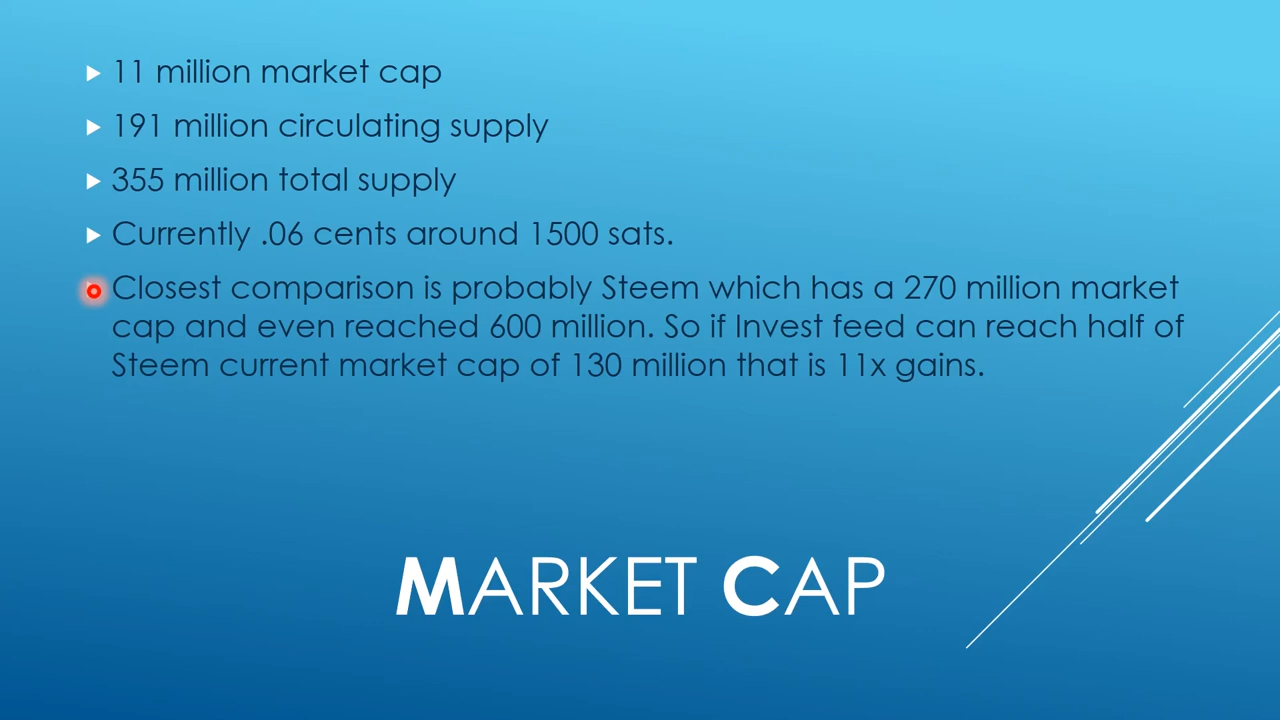 11 million market cap
191 million circulating supply
355 million total supply
Currently .06 cents around 1500 sats.
Closest comparison is probably Steem which has a 270 million market
cap and even reached 600 million. So if Invest feed can reach half of
Steem current market cap of 130 million that is 11x gains.
MARKET CAP